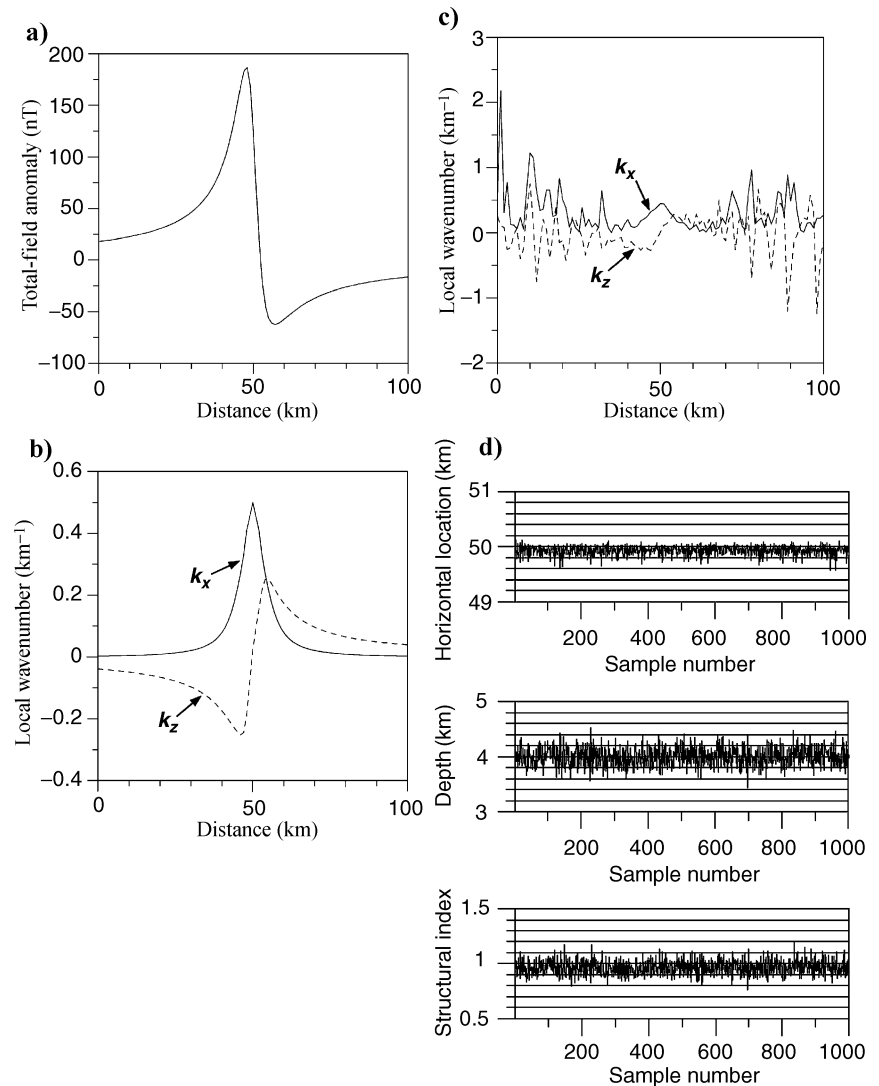 a)
200
150
100
50
0
−50
−100
Total-field anomaly (nT)
0
50
100
Distance (km)
b)
0.6
0.4
0.2
0
−0.2
−0.4
Local wavenumber (km−1)
kx
kz
0
50
100
Distance (km)
c)
3
2
1
0
−1
−2
Local wavenumber (km−1)
kx
kz
0
50
100
Distance (km)
d)
Horizontal location (km)
51
50
49
200 400 600 800 1000
Sample number
Depth (km)
5
4
3
200 400 600 800 1000
Sample number
Structural index
1.5
1
0.5
200 400 600 800 1000
Sample number